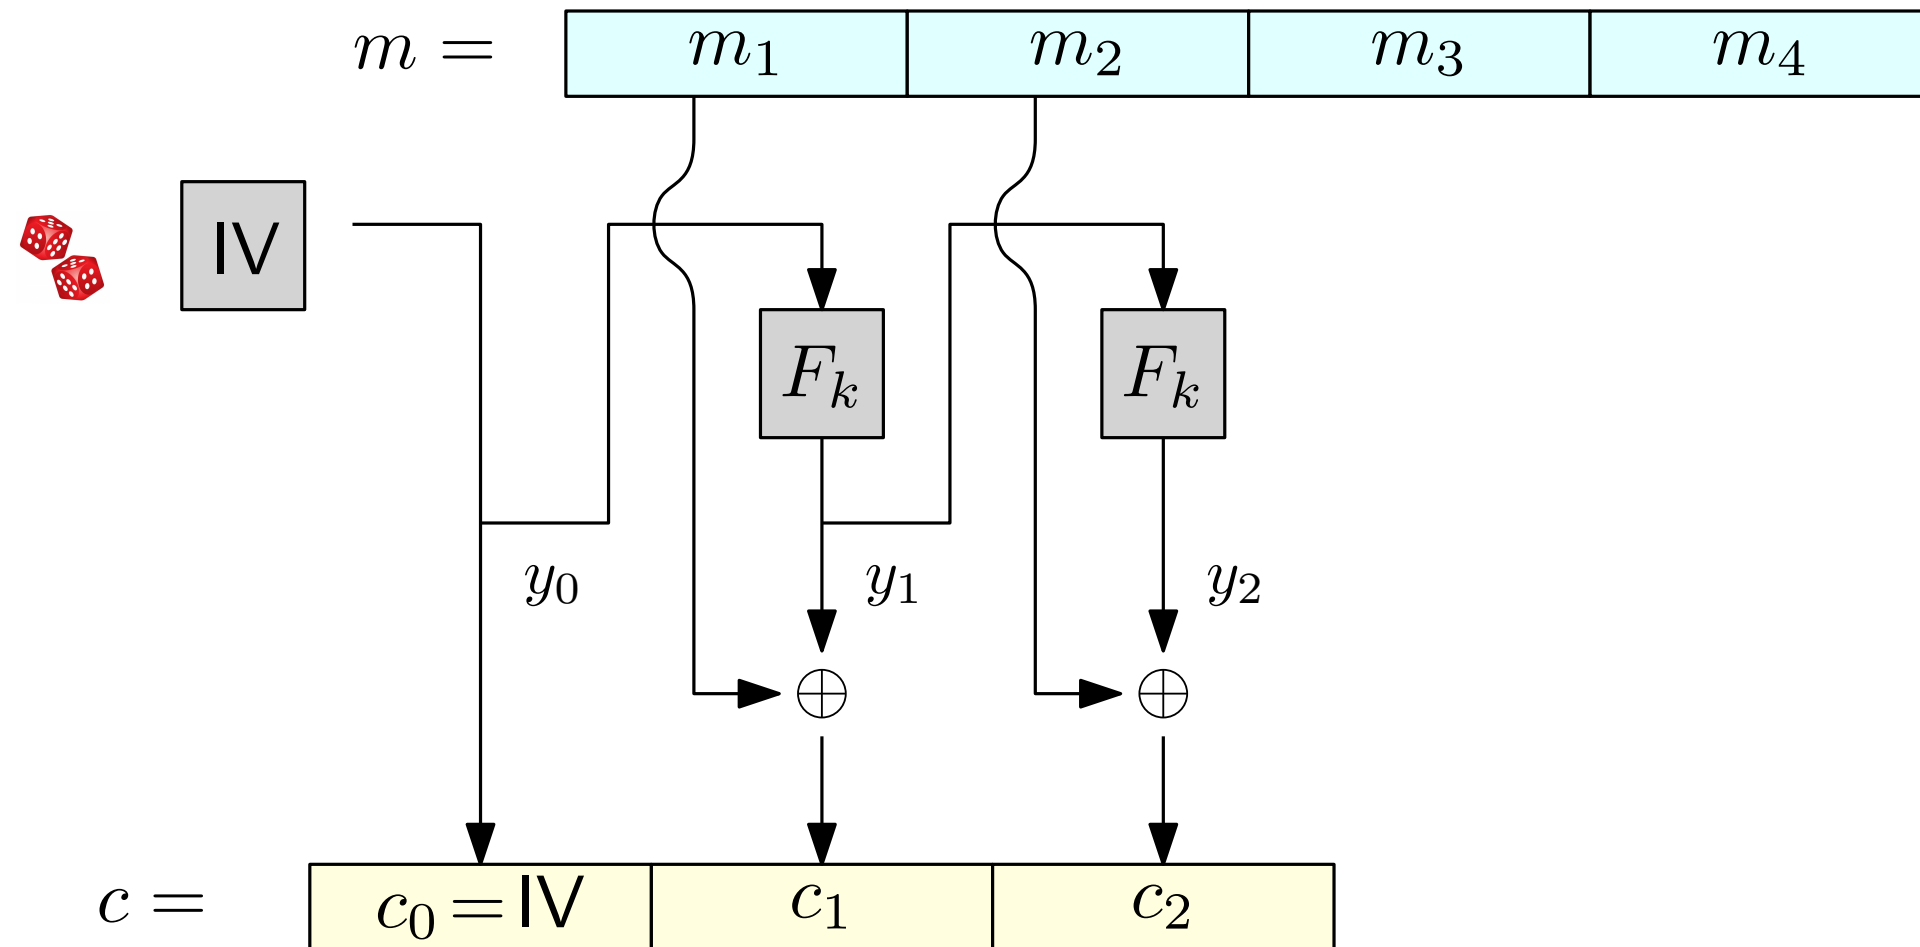 m = m₁ m₂ m₃ m₄
IV
Fₖ Fₖ
y₀ y₁ y₂
⊕ ⊕
c = c₀ = IV c₁ c₂